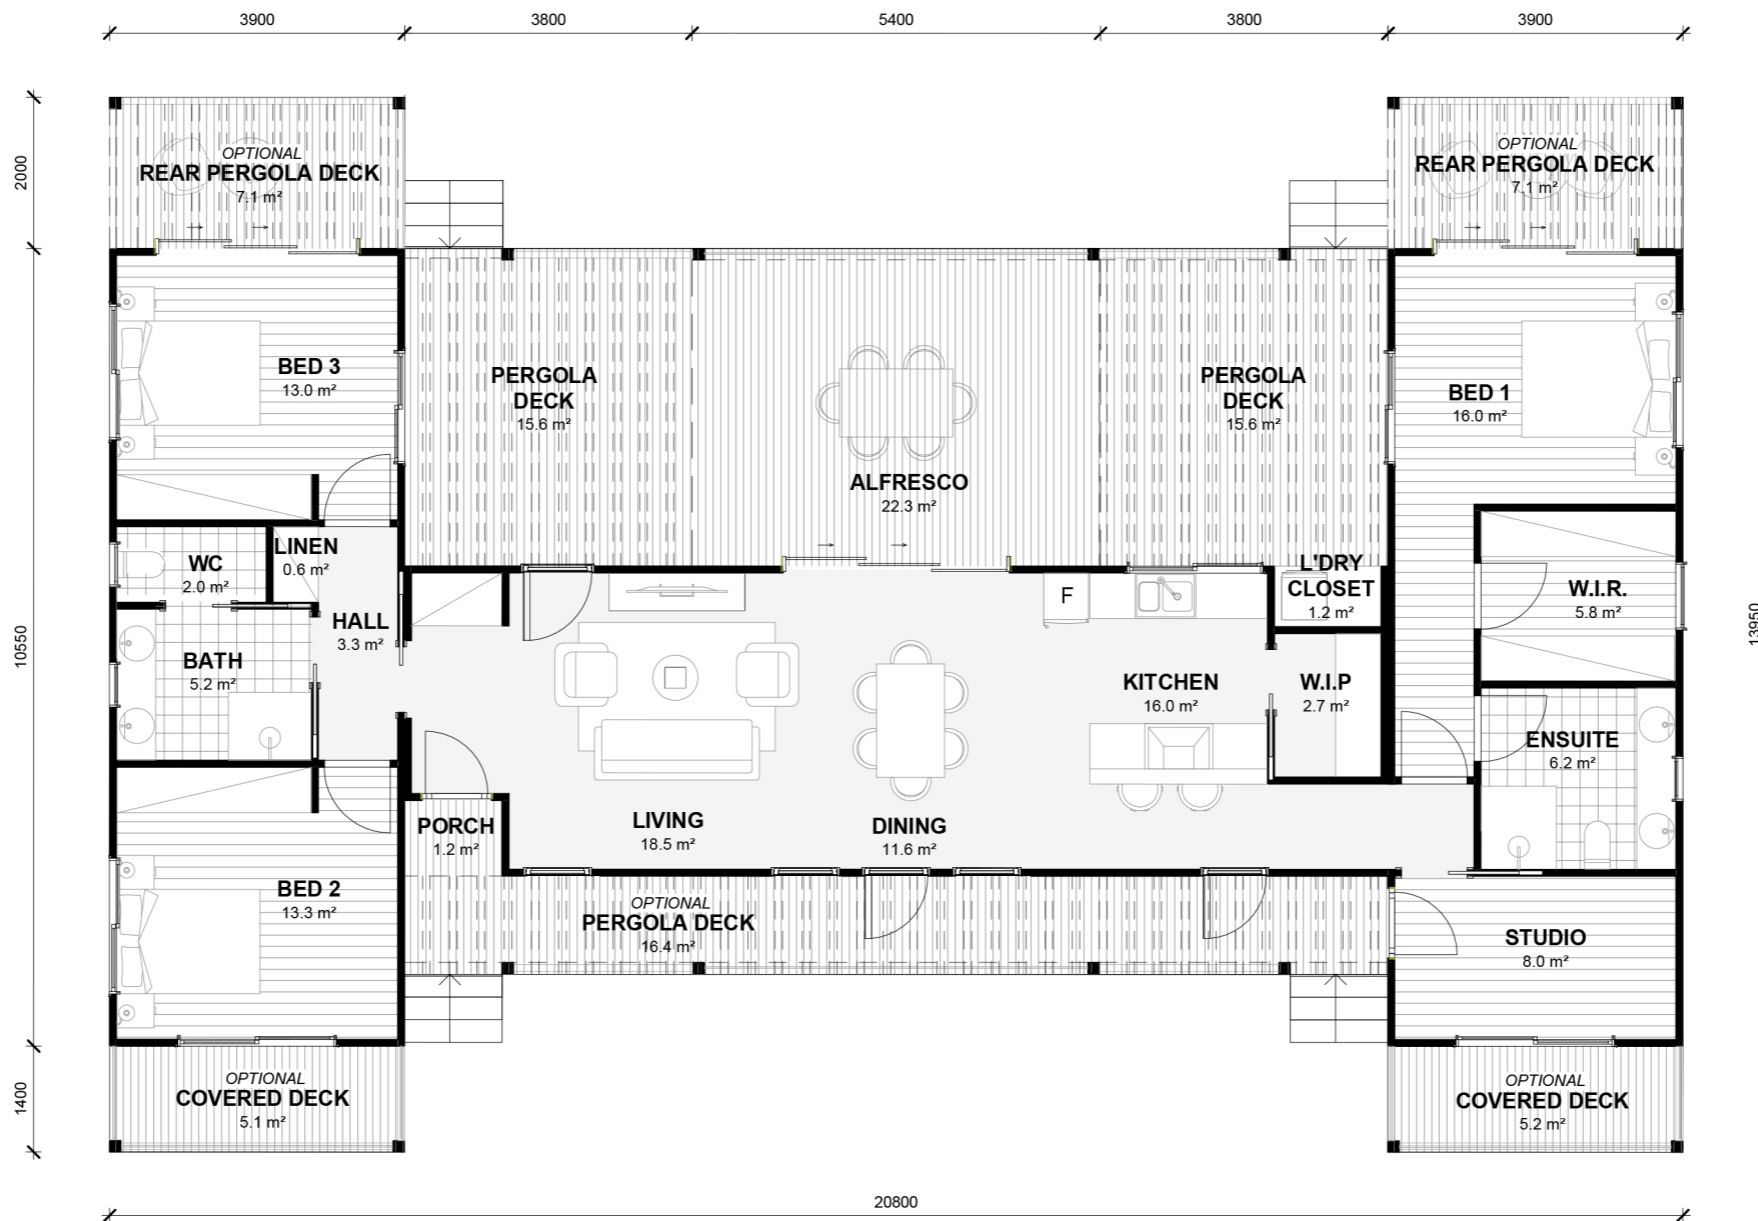 3900
3800
5400
3800
3900
2000
10550
1400
13950
OPTIONAL
REAR PERGOLA DECK
7.1 m²
OPTIONAL
REAR PERGOLA DECK
7.1 m²
BED 3
13.0 m²
PERGOLA
DECK
15.6 m²
ALFRESCO
22.3 m²
PERGOLA
DECK
15.6 m²
BED 1
16.0 m²
WC
2.0 m²
LINEN
0.6 m²
HALL
3.3 m²
BATH
5.2 m²
F
L'DRY
CLOSET
1.2 m²
W.I.R.
5.8 m²
KITCHEN
16.0 m²
W.I.P
2.7 m²
ENSUITE
6.2 m²
PORCH
1.2 m²
LIVING
18.5 m²
DINING
11.6 m²
BED 2
13.3 m²
OPTIONAL
PERGOLA DECK
16.4 m²
STUDIO
8.0 m²
OPTIONAL
COVERED DECK
5.1 m²
OPTIONAL
COVERED DECK
5.2 m²
20800